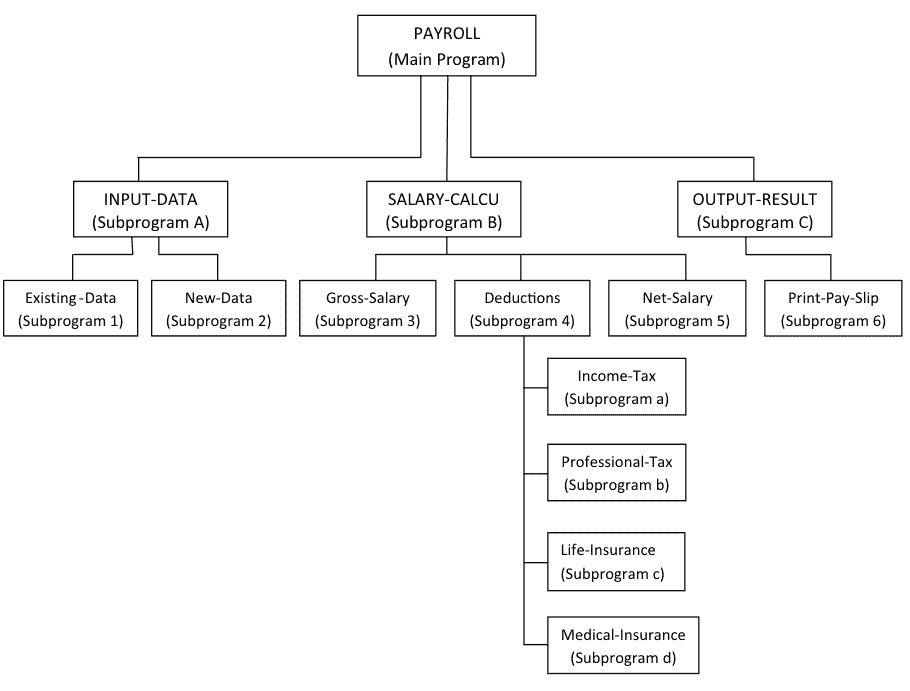 PAYROLL
(Main Program)
INPUT-DATA
(Subprogram A)
SALARY-CALCU
(Subprogram B)
OUTPUT-RESULT
(Subprogram C)
Existing-Data
(Subprogram 1)
New-Data
(Subprogram 2)
Gross-Salary
(Subprogram 3)
Deductions
(Subprogram 4)
Net-Salary
(Subprogram 5)
Print-Pay-Slip
(Subprogram 6)
Income-Tax
(Subprogram a)
Professional-Tax
(Subprogram b)
Life-Insurance
(Subprogram c)
Medical-Insurance
(Subprogram d)